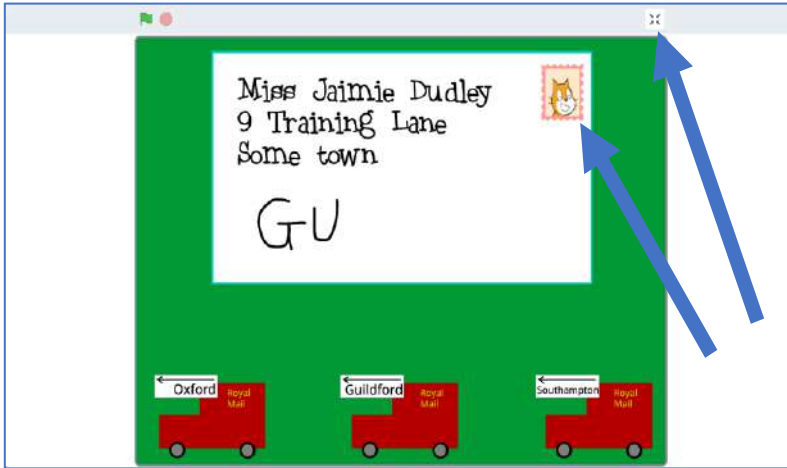 Miss Jaimie Dudley
9 Training Lane
Some town
GU
Oxford
Royal
Mail
Guildford
Royal
Mail
Southampton
Royal
Mail